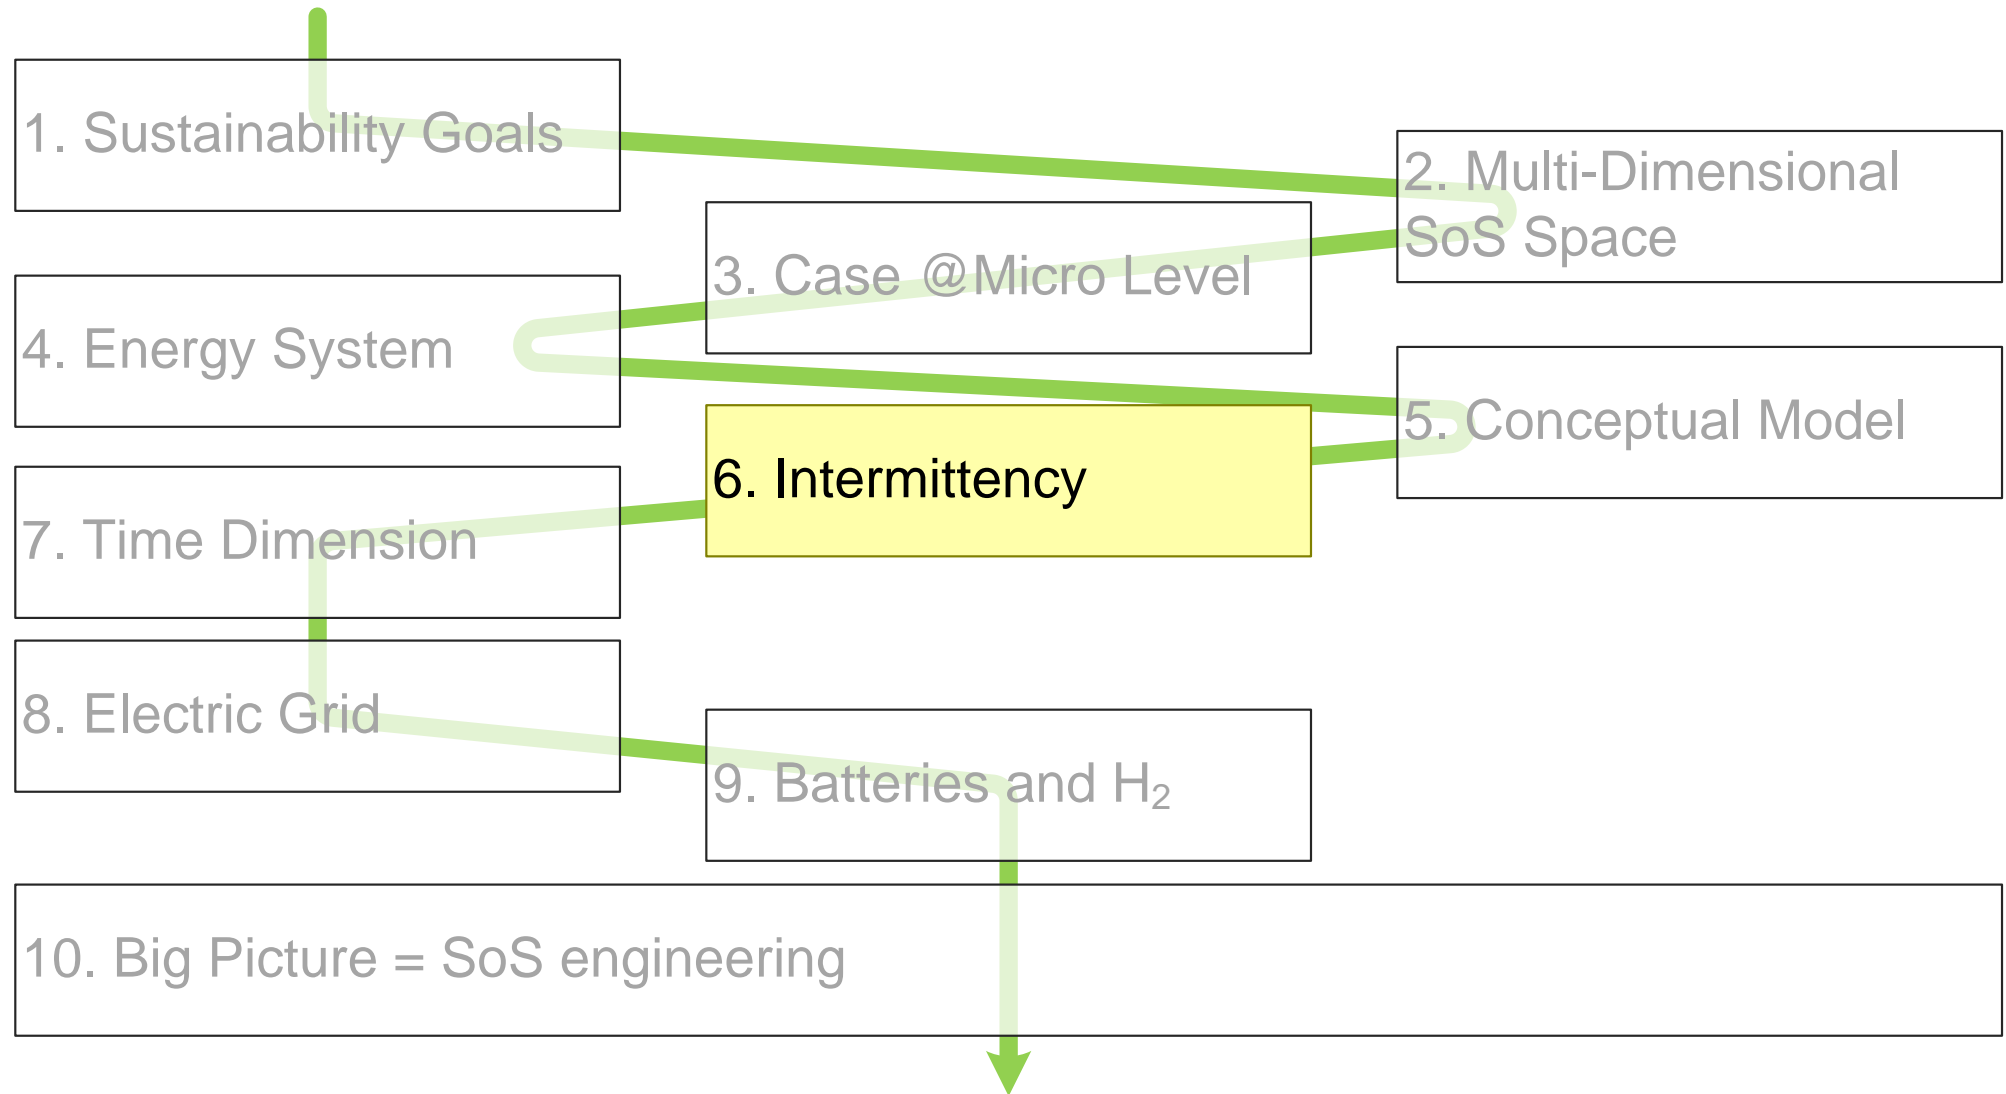 1. Sustainability Goals
2. Multi-Dimensional
SoS Space
3. Case @Micro Level
4. Energy System
5. Conceptual Model
6. Intermittency
7. Time Dimension
8. Electric Grid
9. Batteries and H₂
10. Big Picture = SoS engineering